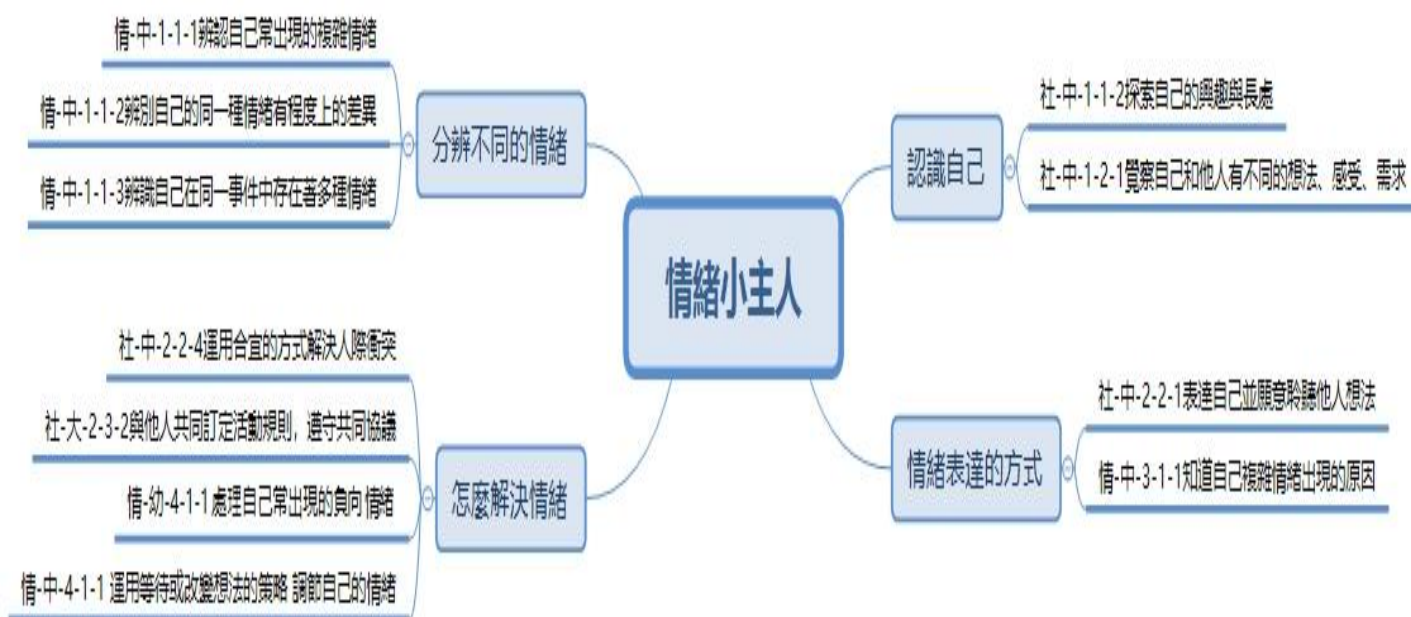 情緒小主人
分辨不同的情緒
情-中-1-1-1辨認自己常出現的複雜情緒
情-中-1-1-2辨別自己的同一種情緒有程度上的差異
情-中-1-1-3辨識自己在同一事件中存在著多種情緒
認識自己
社-中-1-1-2探索自己的興趣與長處
社-中-1-2-1覺察自己和他人有不同的想法、感受、需求
怎麼解決情緒
社-中-2-2-4運用合宜的方式解決人際衝突
社-大-2-3-2與他人共同訂定活動規則，遵守共同協議
情-幼-4-1-1 處理自己常出現的負向 情緒
情-中-4-1-1 運用等待或改變想法的策略 調節自己的情緒
情緒表達的方式
社-中-2-2-1表達自己並願意聆聽他人想法
情-中-3-1-1知道自己複雜情緒出現的原因